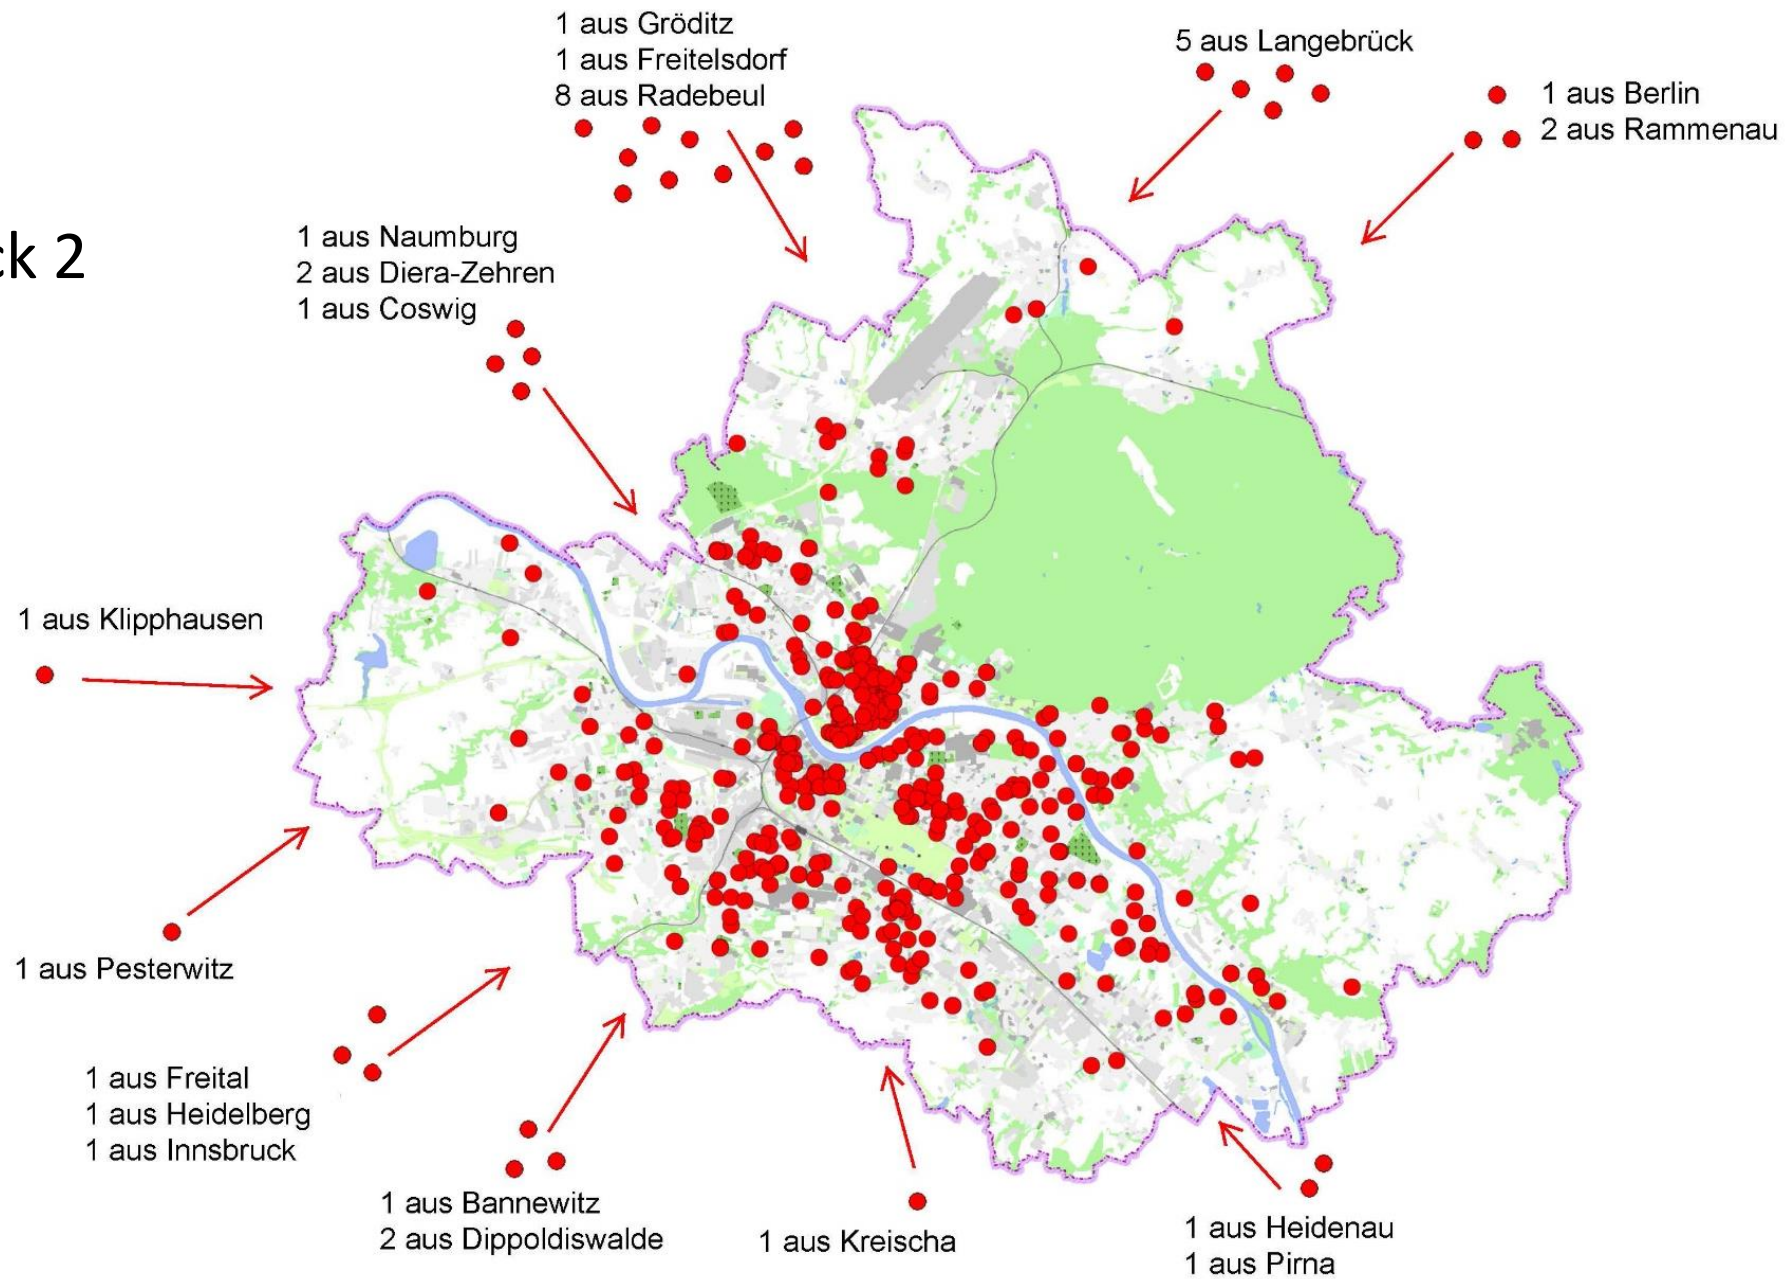 1 aus Gröditz
1 aus Freitelsdorf
8 aus Radebeul
5 aus Langebrück
1 aus Berlin
2 aus Rammenau
ck 2
1 aus Naumburg
2 aus Diera-Zehren
1 aus Coswig
1 aus Klipphausen
1 aus Pesterwitz
1 aus Freital
1 aus Heidelberg
1 aus Innsbruck
1 aus Bannewitz
2 aus Dippoldiswalde
1 aus Kreischa
1 aus Heidenau
1 aus Pirna